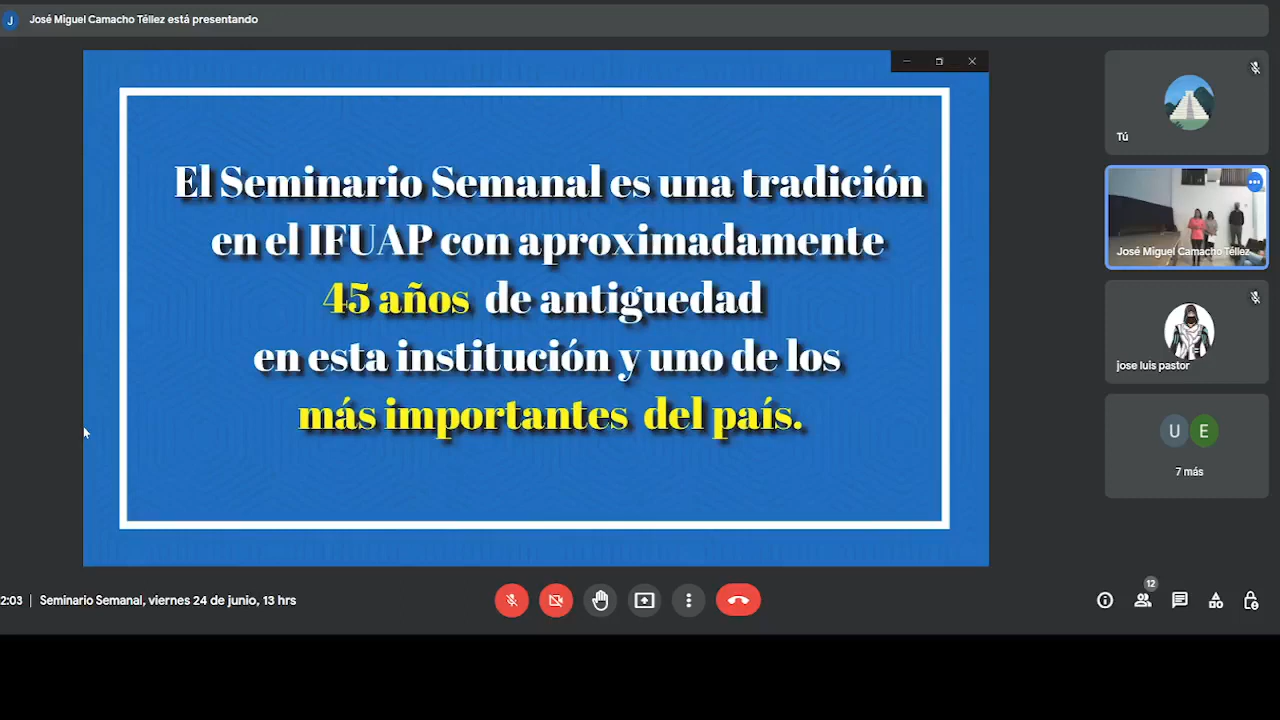 J
José Miguel Camacho Téllez está presentando
El Seminario Semanal es una tradición
en el IFUAP con aproximadamente
45 años de antiguedad
en esta institución y uno de los
más importantes del país.
Tú
José Miguel Camacho Téllez
jose luis pastor
U E
7 más
2:03 | Seminario Semanal, viernes 24 de junio, 13 hrs
12